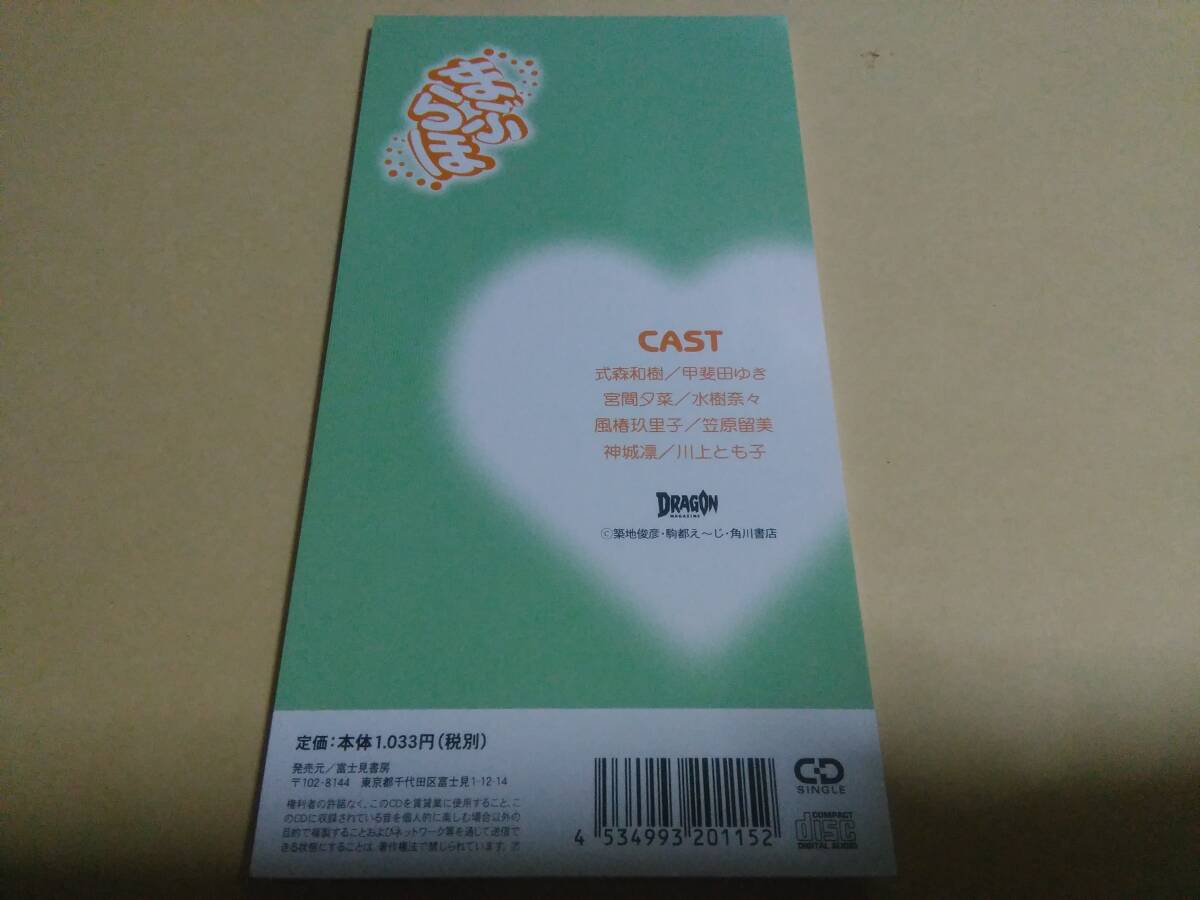 まぶらほ
CAST
式森和樹／甲斐田ゆき
宮間夕菜／水樹奈々
風椿玖里子／笠原留美
神城凛／川上とも子
DRAGON
MAGAZINE
©築地俊彦・駒都え～じ・角川書店
定価：本体1.033円（税別）
発売元／富士見書房
〒102-8144　東京都千代田区富士見1-12-14
権利者の許諾なく、このCDを賃貸業に使用すること、こ
のCDに収録されている音を個人的に楽しむ場合以外の
目的で複製することおよびネットワーク等を通じて送信で
きる状態にすることは、著作権法で禁じられています。
4 534993 201152
CD
SINGLE
COMPACT
disc
DIGITAL AUDIO